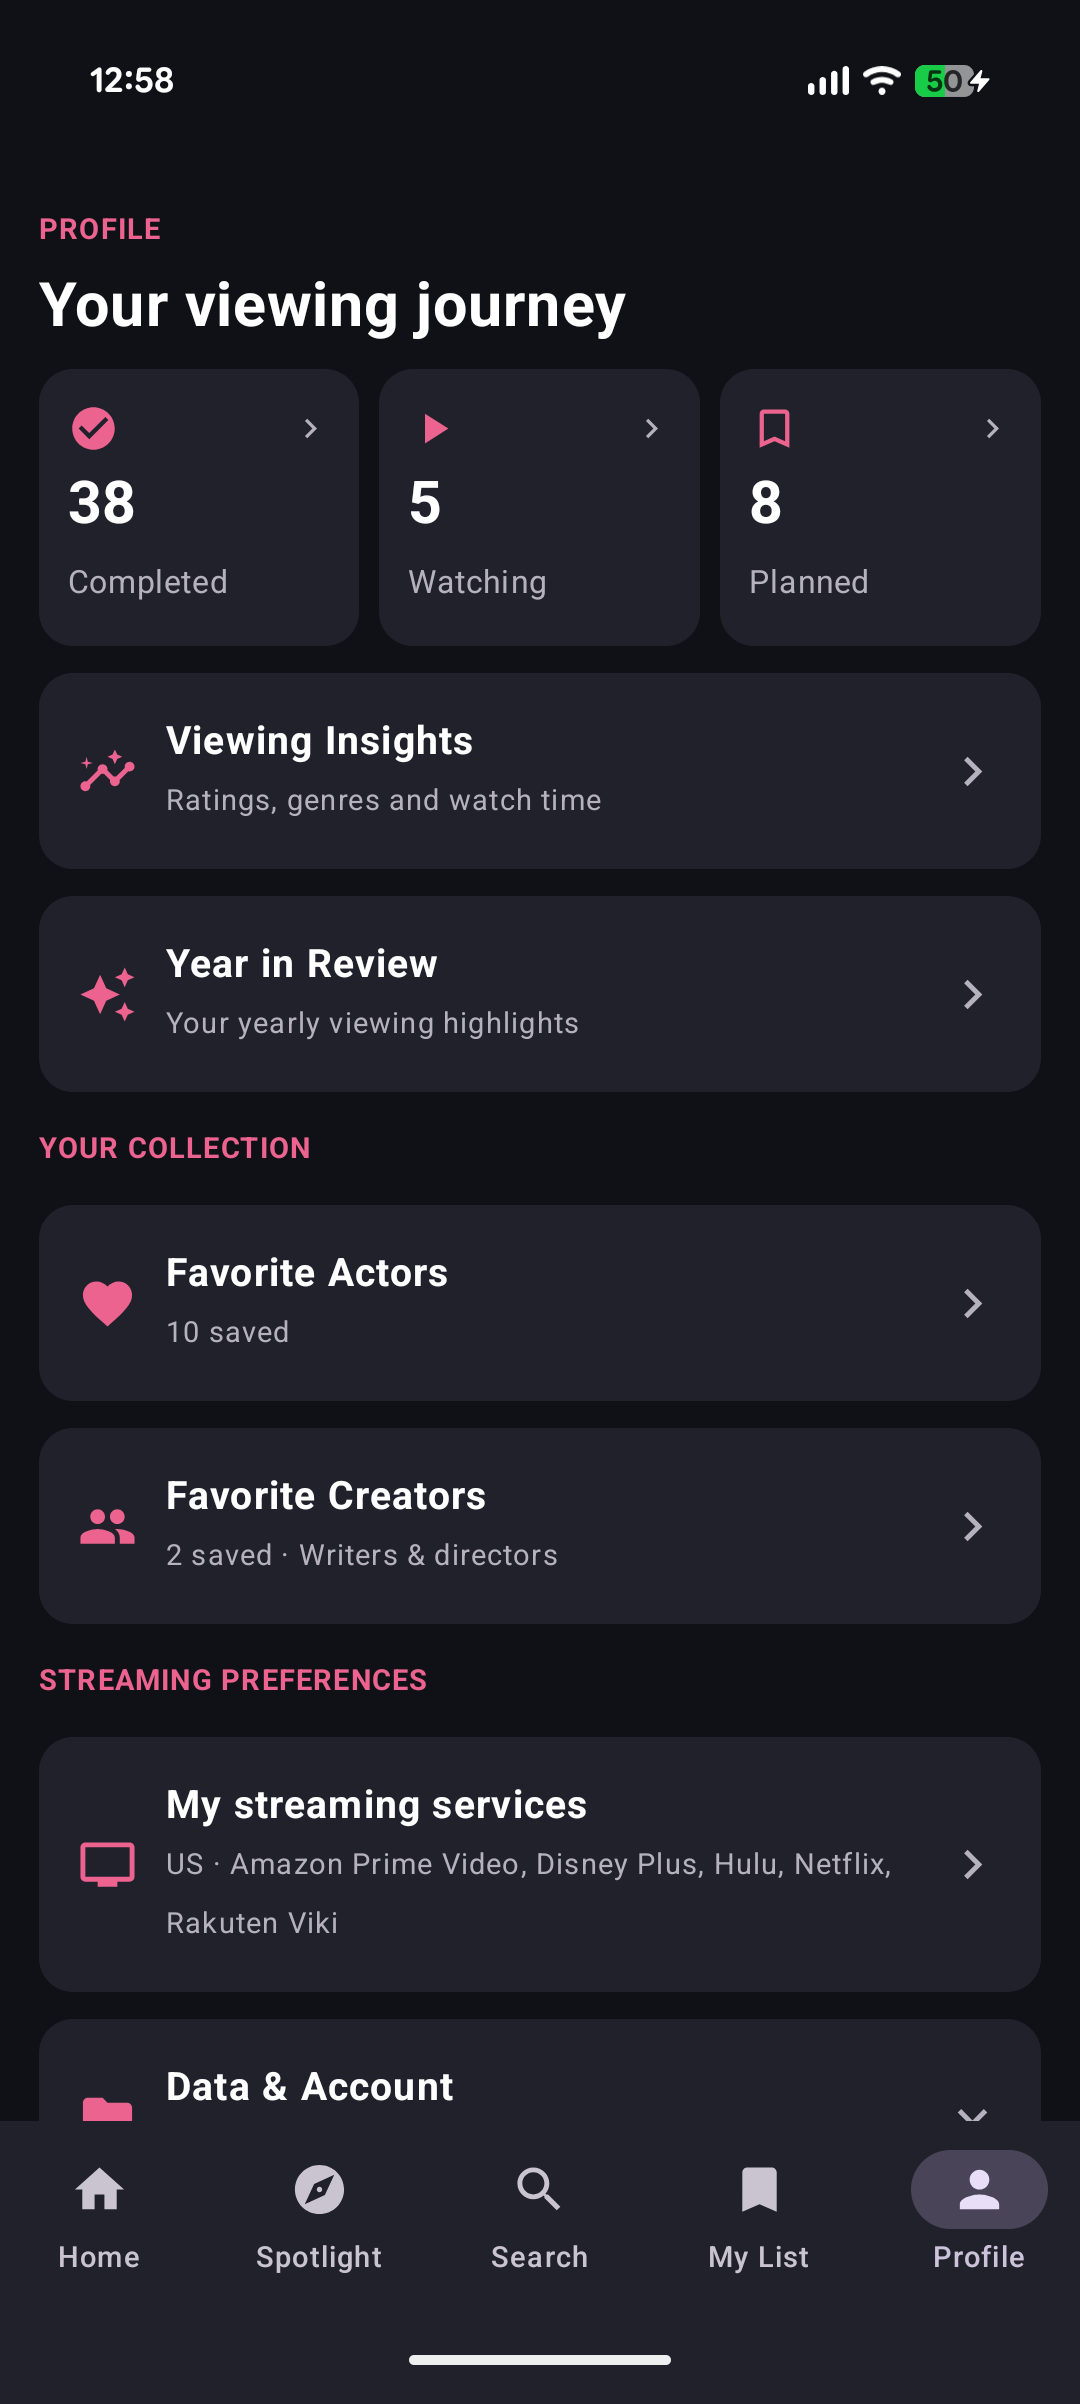 12:58
50
PROFILE
Your viewing journey
38
Completed
5
Watching
8
Planned
Viewing Insights
Ratings, genres and watch time
Year in Review
Your yearly viewing highlights
YOUR COLLECTION
Favorite Actors
10 saved
Favorite Creators
2 saved · Writers & directors
STREAMING PREFERENCES
My streaming services
US · Amazon Prime Video, Disney Plus, Hulu, Netflix,
Rakuten Viki
Data & Account
Home
Spotlight
Search
My List
Profile